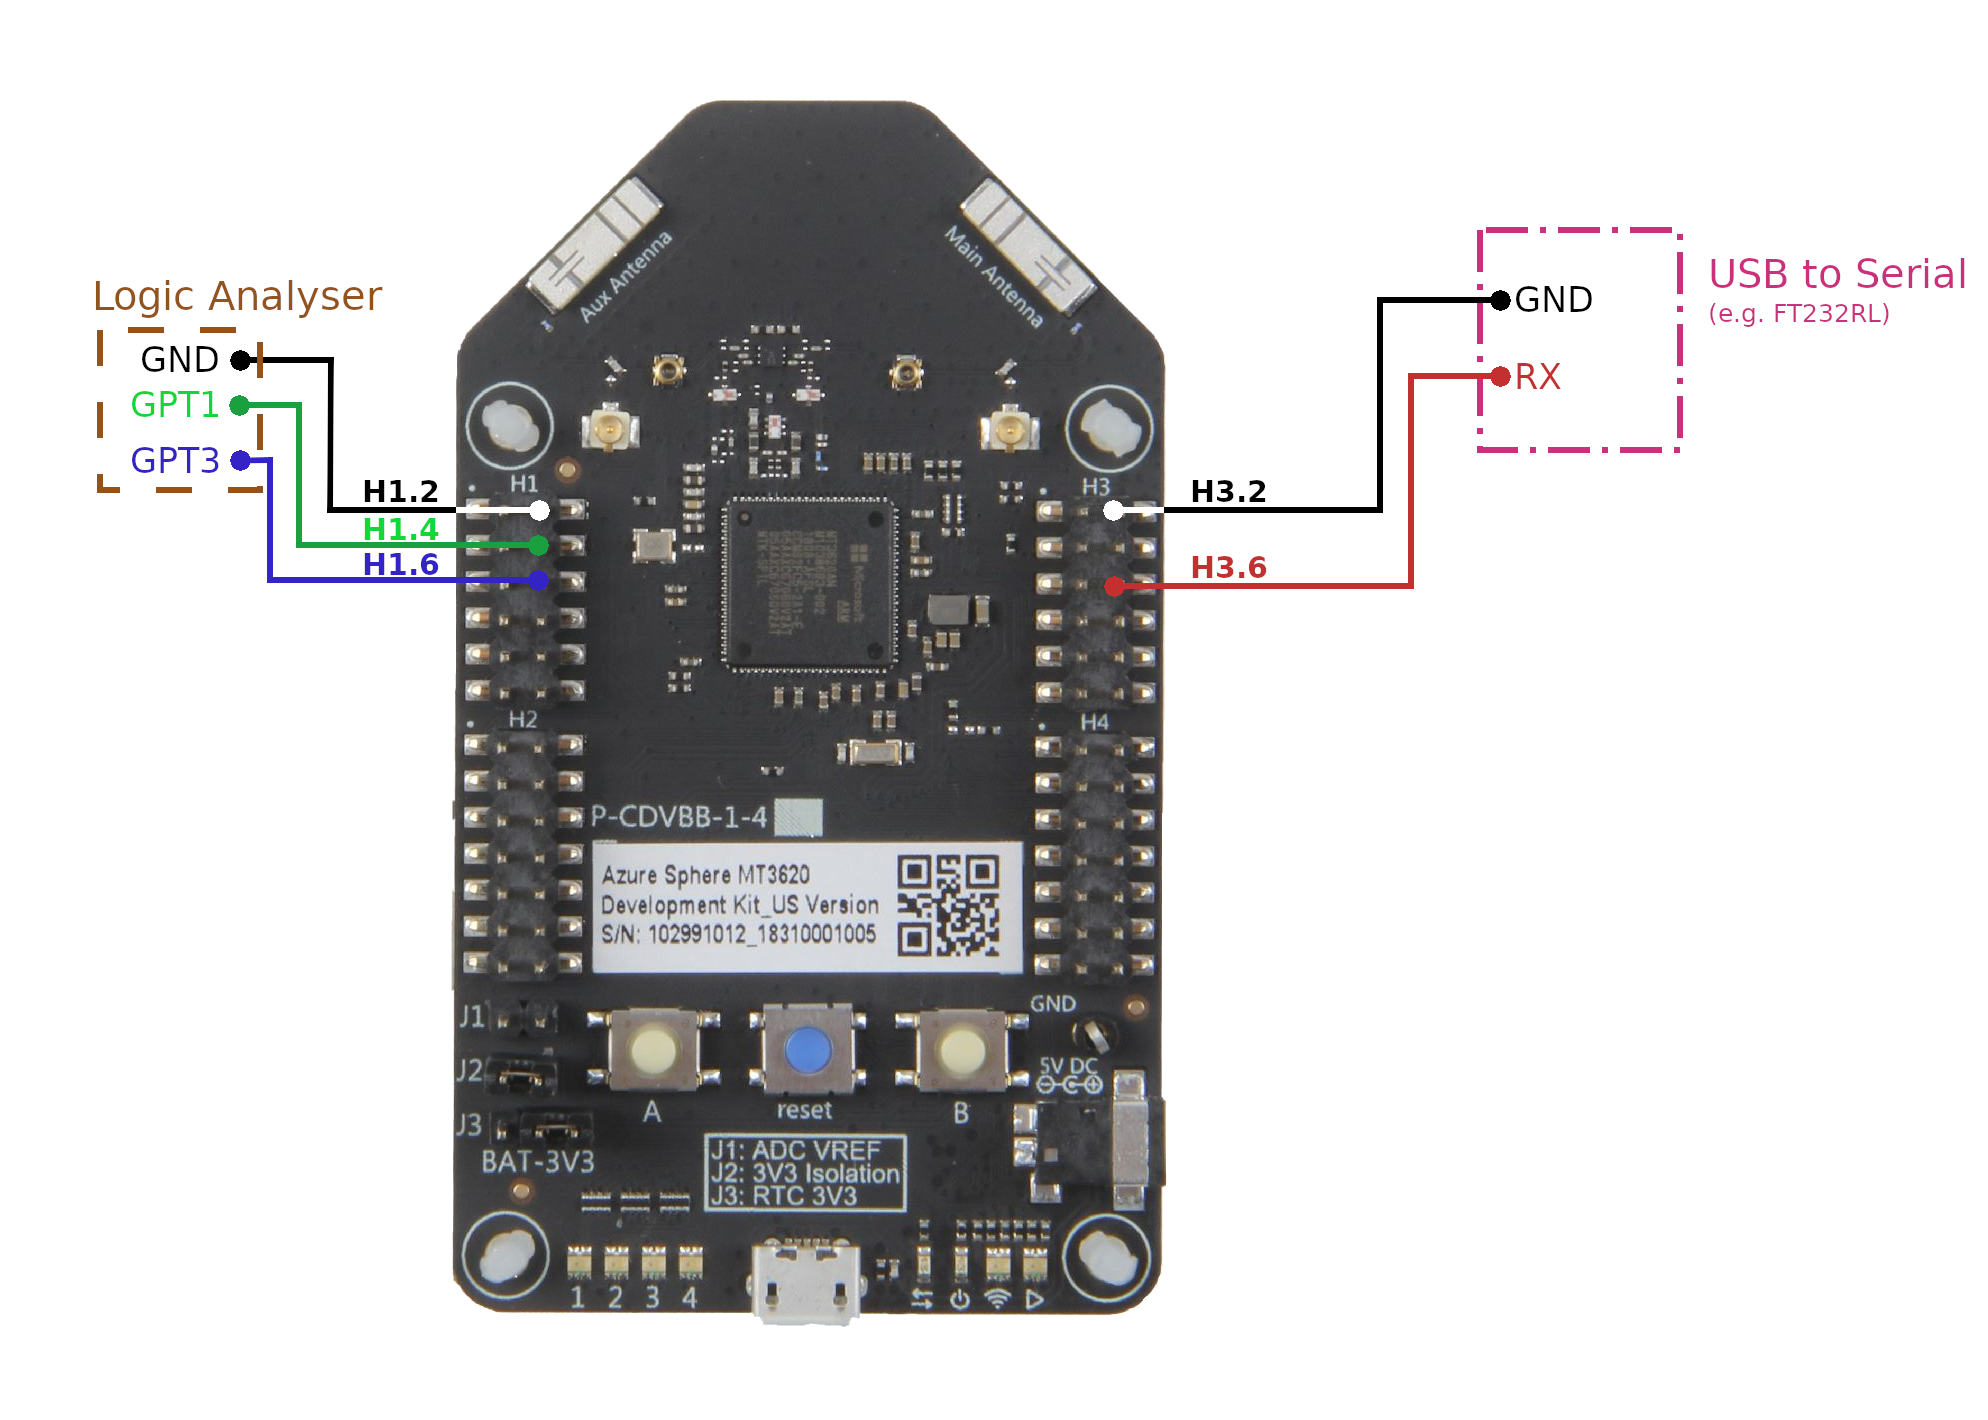 Aux Antenna
Main Antenna
Logic Analyser
GND
GPT1
GPT3
USB to Serial
(e.g. FT232RL)
GND
RX
H1.2
H1.4
H1.6
H3.2
H3.6
H1
H3
Microsoft
ARM
H2
H4
P-CDVBB-1-4
Azure Sphere MT3620
Development Kit_US Version
S/N: 102991012_18310001005
J1
J2
J3
BAT-3V3
A
reset
B
GND
5V DC
J1: ADC VREF
J2: 3V3 Isolation
J3: RTC 3V3
1 2 3 4